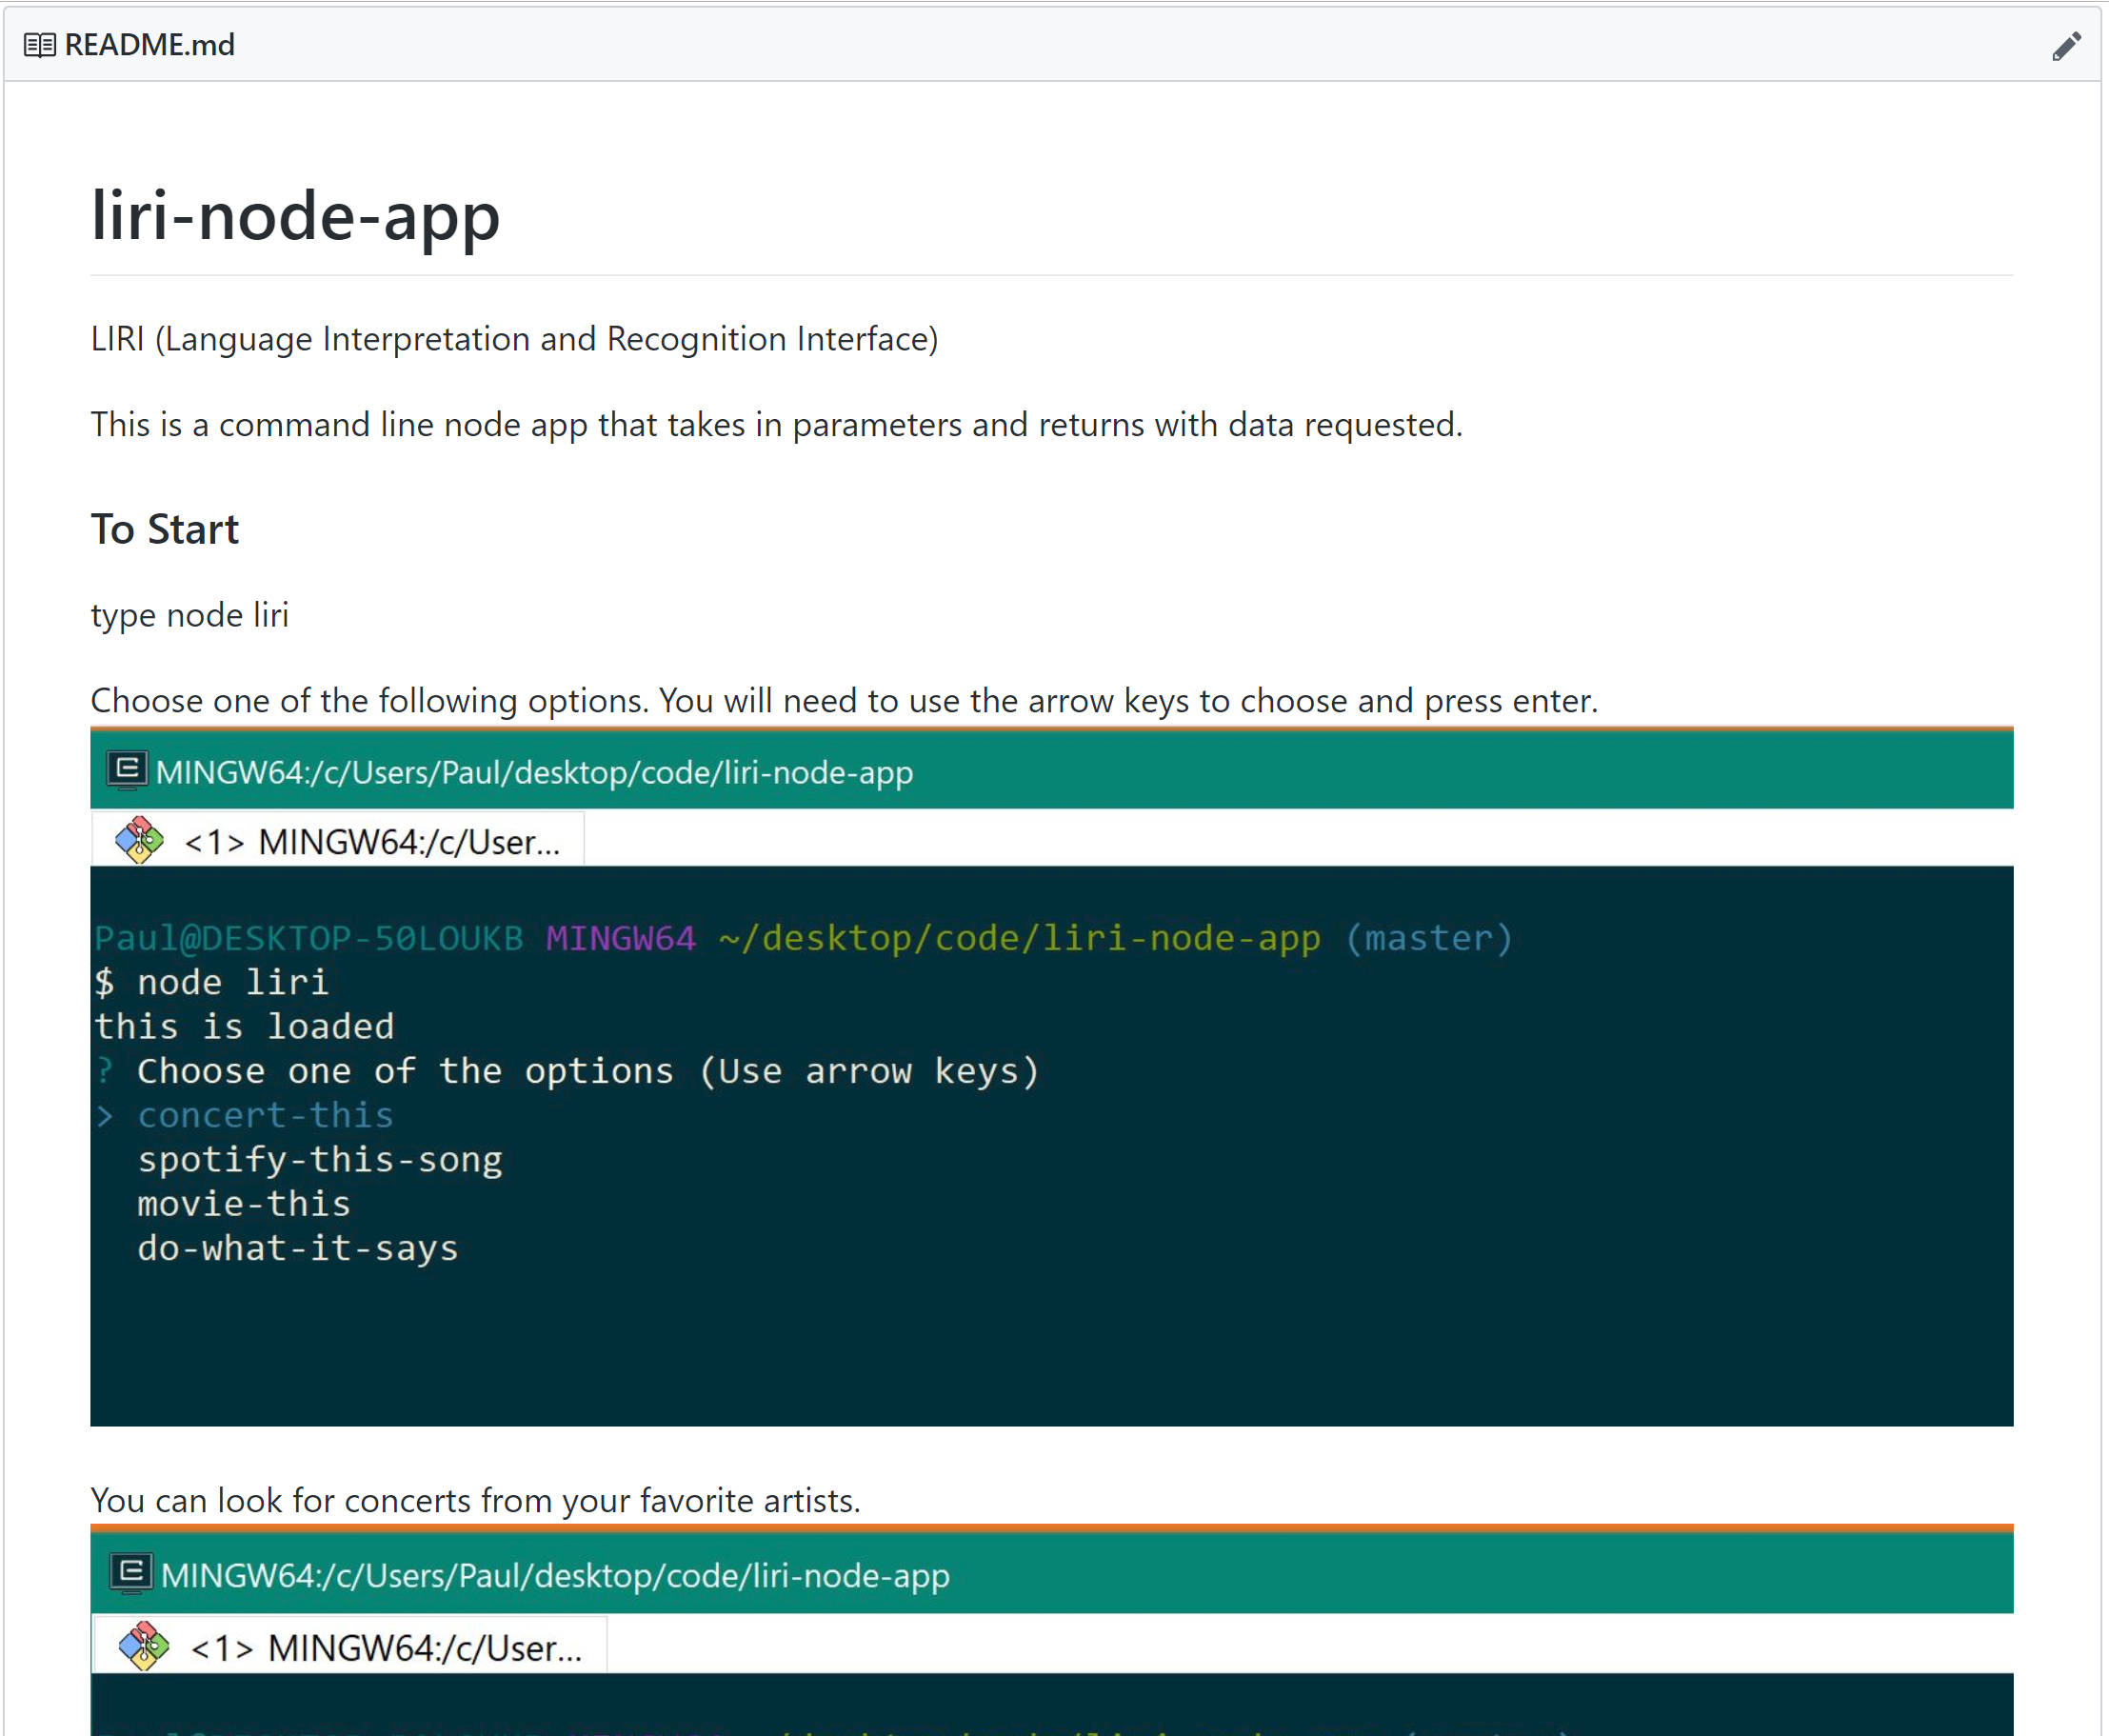 README.md
liri-node-app
LIRI (Language Interpretation and Recognition Interface)
This is a command line node app that takes in parameters and returns with data requested.
To Start
type node liri
Choose one of the following options. You will need to use the arrow keys to choose and press enter.
MINGW64:/c/Users/Paul/desktop/code/liri-node-app
<1> MINGW64:/c/User...
Paul@DESKTOP-50LOUKB MINGW64 ~/desktop/code/liri-node-app (master)
$ node liri
this is loaded
? Choose one of the options (Use arrow keys)
> concert-this
spotify-this-song
movie-this
do-what-it-says
You can look for concerts from your favorite artists.
MINGW64:/c/Users/Paul/desktop/code/liri-node-app
<1> MINGW64:/c/User...